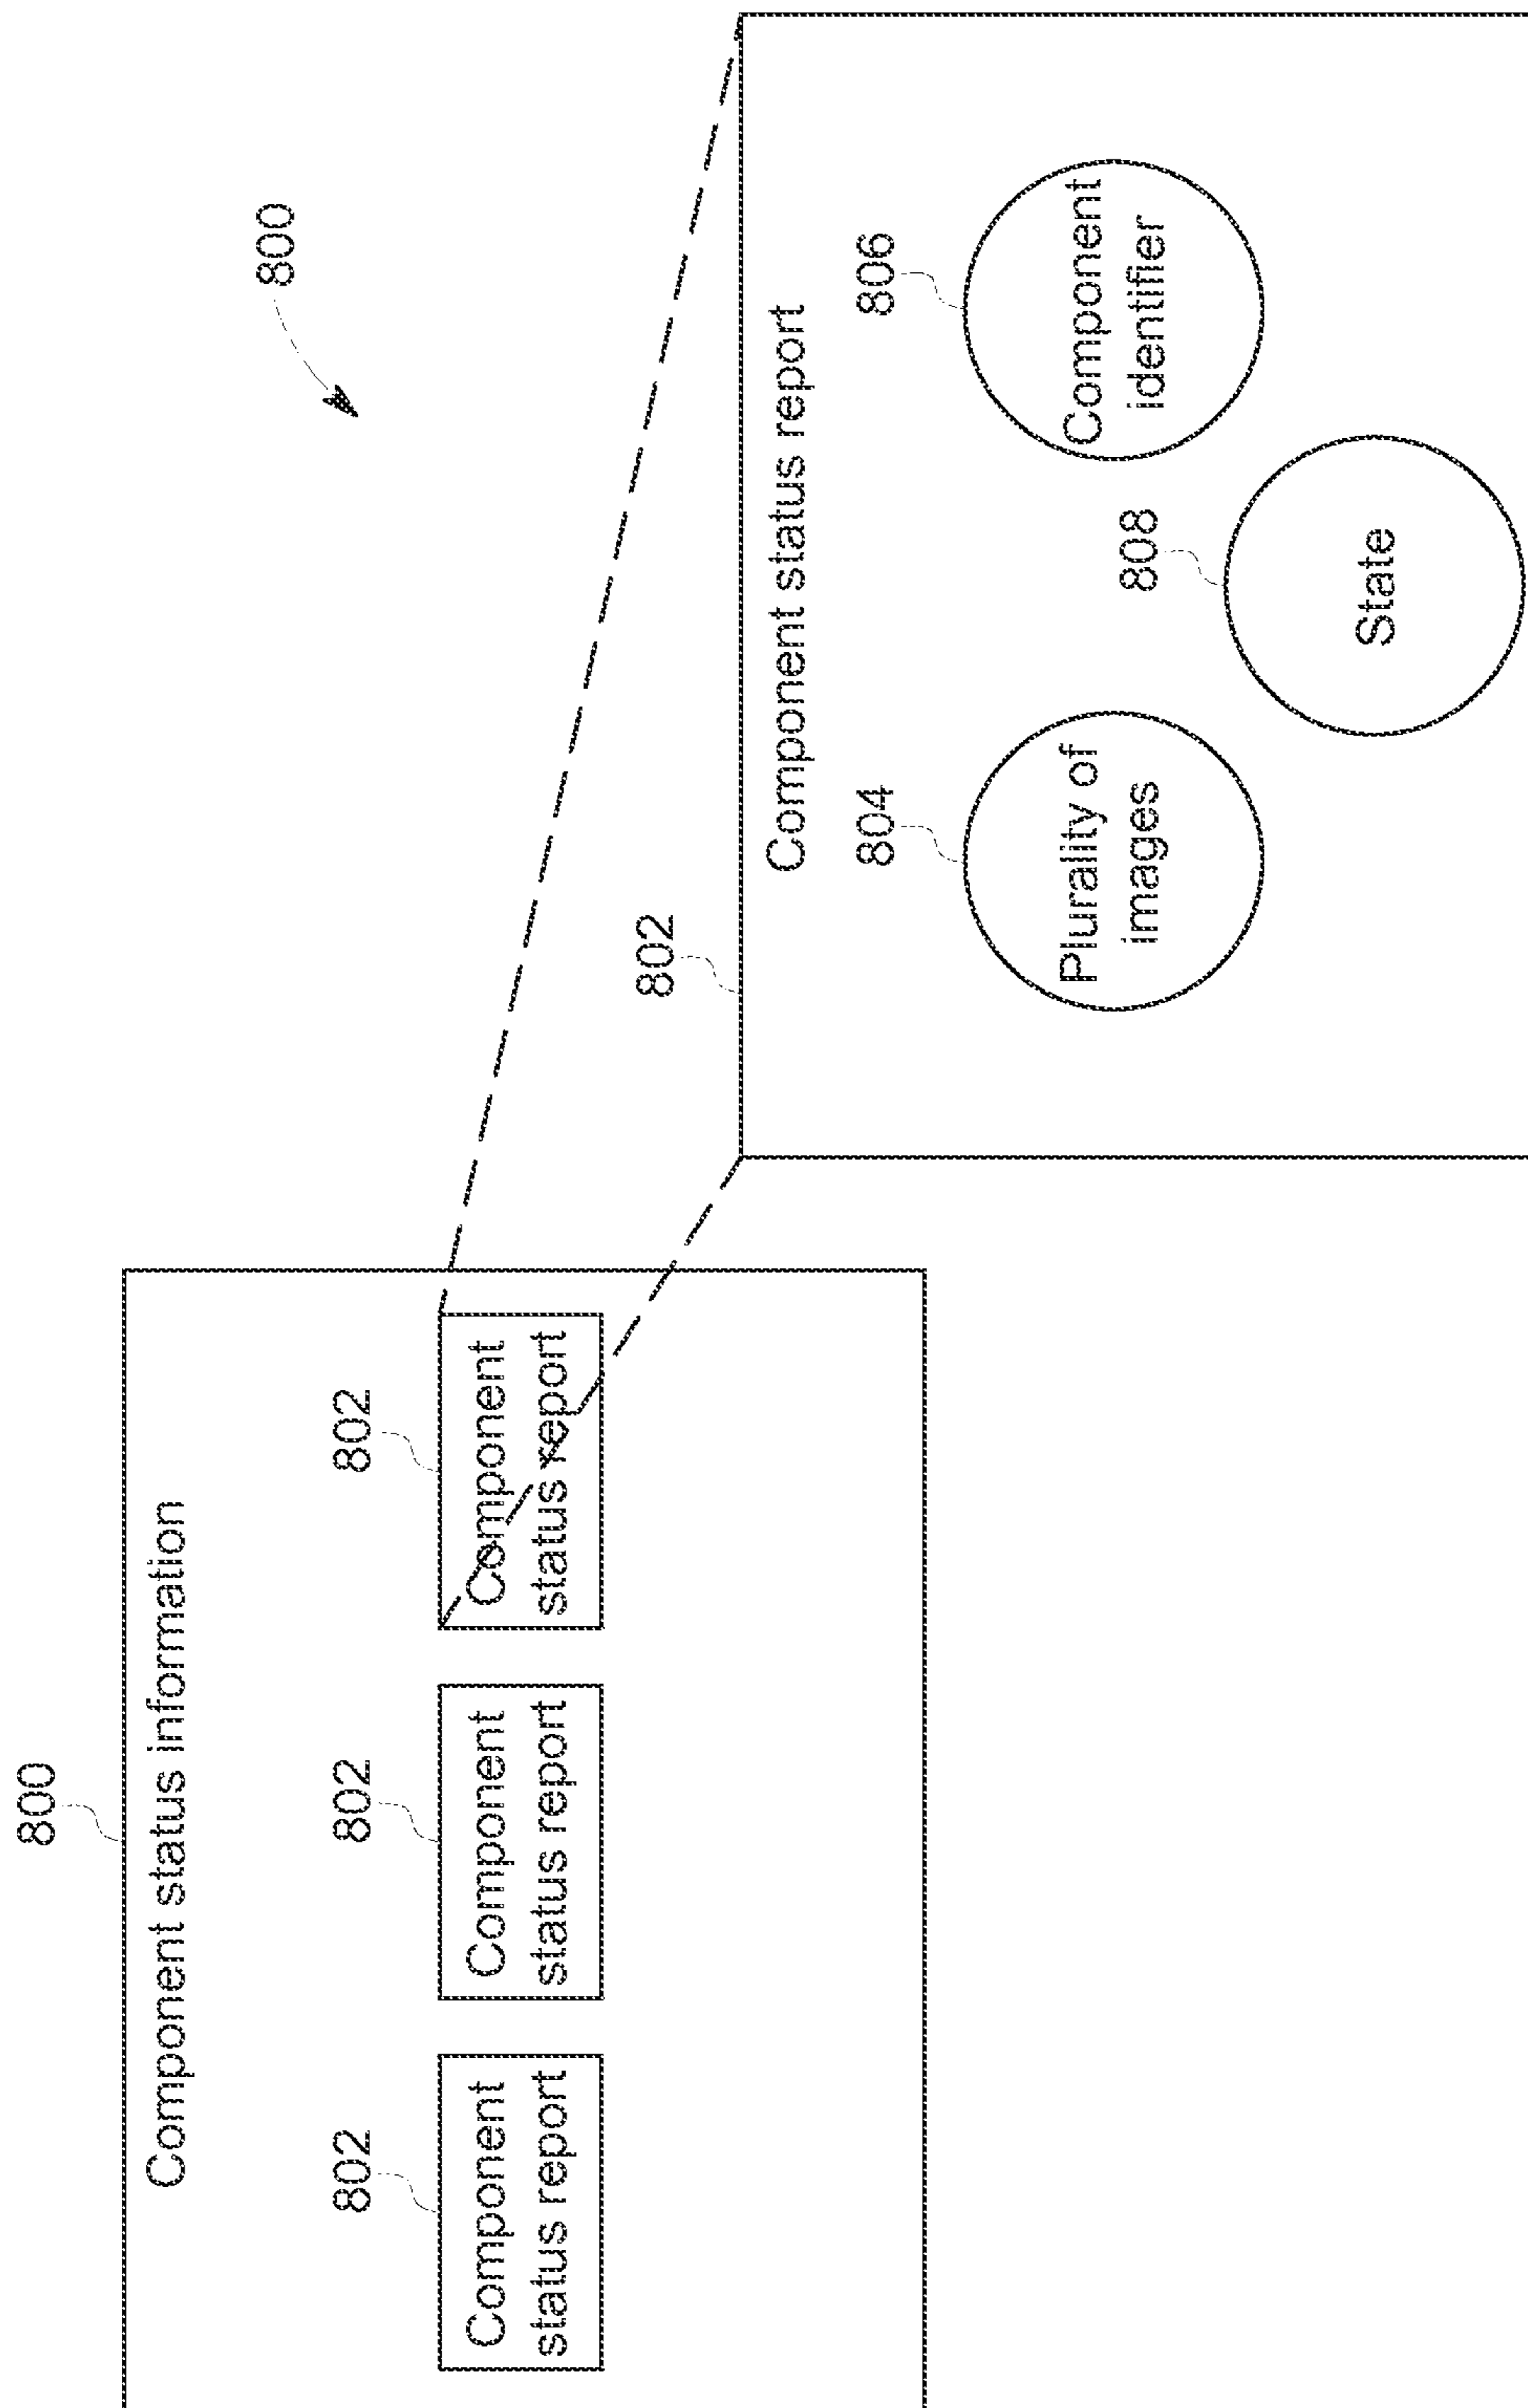 800
800
Component status information
802
802
802
Component
status report
Component
status report
Component
status report
802
Component status report
804
806
Plurality of
images
Component
identifier
808
State